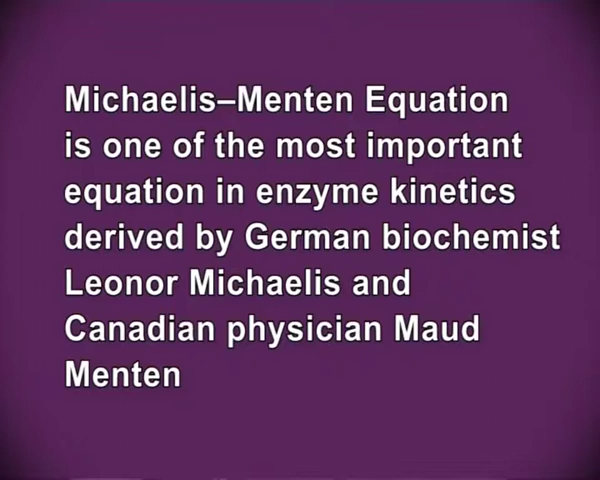 Michaelis–Menten Equation
is one of the most important
equation in enzyme kinetics
derived by German biochemist
Leonor Michaelis and
Canadian physician Maud
Menten